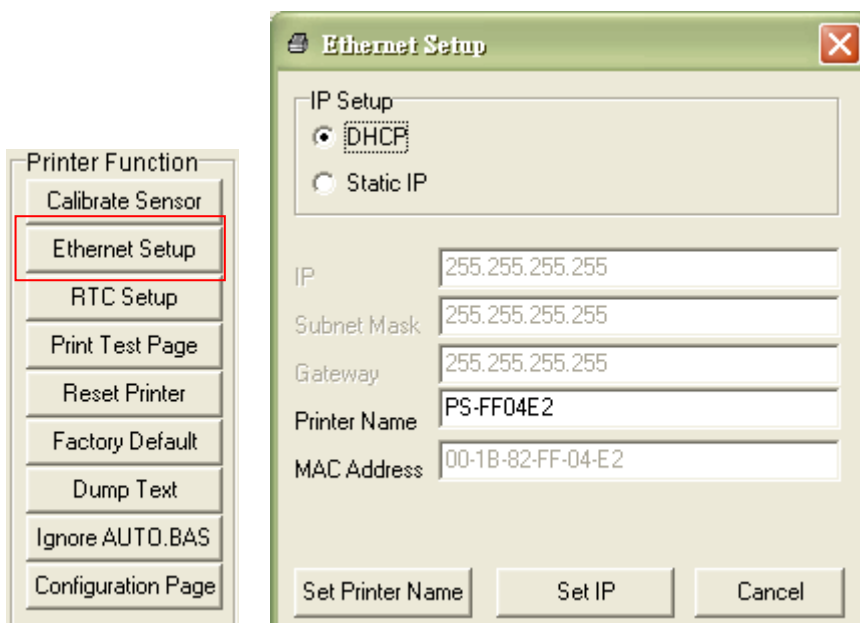 Printer Function
Calibrate Sensor
Ethernet Setup
RTC Setup
Print Test Page
Reset Printer
Factory Default
Dump Text
Ignore AUTO.BAS
Configuration Page
Ethernet Setup
IP Setup
DHCP
Static IP
IP 255.255.255.255
Subnet Mask 255.255.255.255
Gateway 255.255.255.255
Printer Name PS-FF04E2
MAC Address 00-1B-82-FF-04-E2
Set Printer Name Set IP Cancel